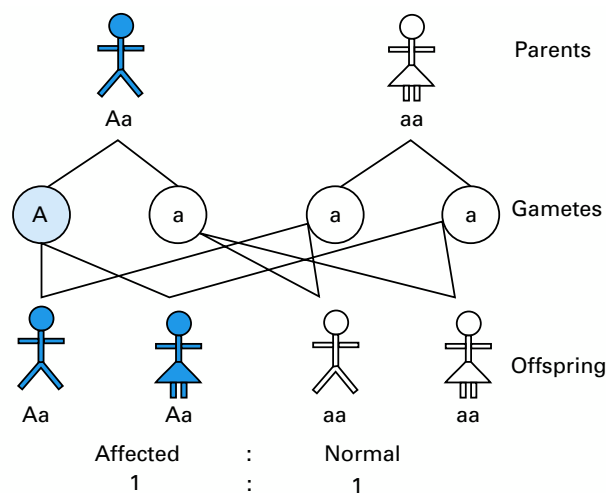 Parents
Aa aa
A a a a Gametes
Offspring
Aa Aa aa aa
Affected : Normal
1 : 1